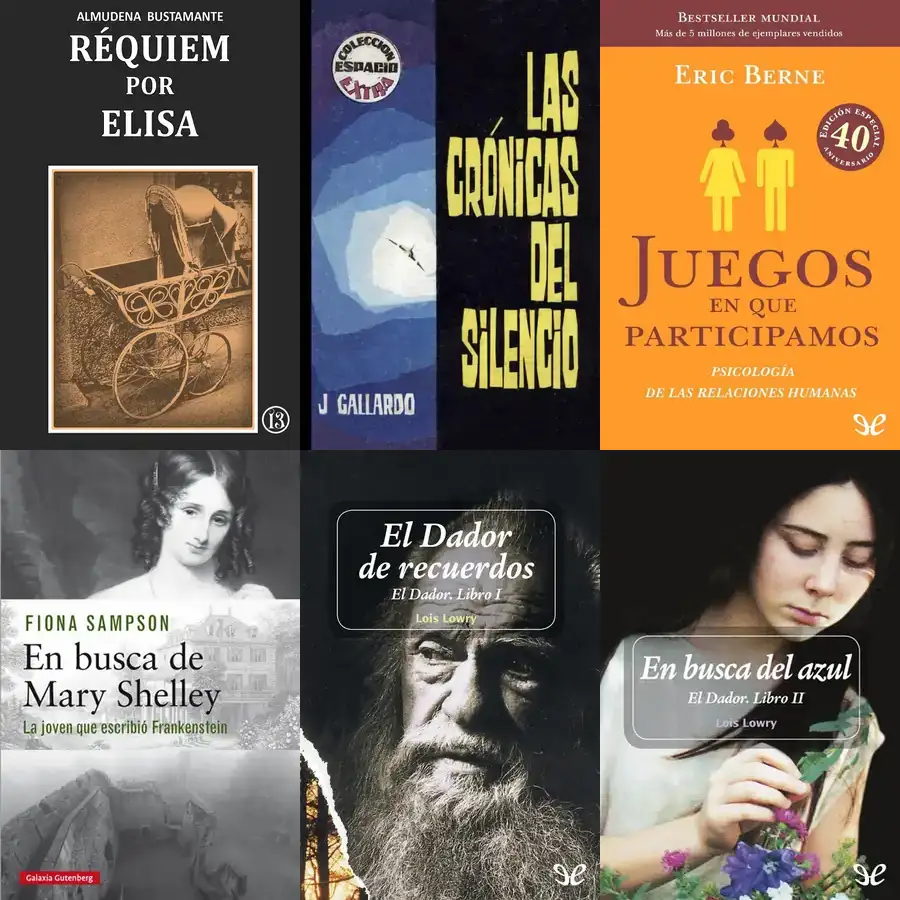 ALMUDENA BUSTAMANTE
RÉQUIEM
POR
ELISA
13
COLECCION
ESPACIO
EXTRA
LAS
CRÓNICAS
DEL
SILENCIO
J GALLARDO
BESTSELLER MUNDIAL
Más de 5 millones de ejemplares vendidos
ERIC BERNE
EDICIÓN ESPECIAL
40
ANIVERSARIO
JUEGOS
EN QUE
PARTICIPAMOS
PSICOLOGÍA
DE LAS RELACIONES HUMANAS
FIONA SAMPSON
En busca de
Mary Shelley
La joven que escribió Frankenstein
Galaxia Gutenberg
El Dador
de recuerdos
El Dador. Libro I
Lois Lowry
En busca del azul
El Dador. Libro II
Lois Lowry